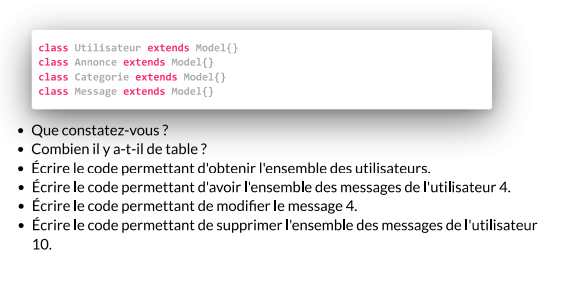 class Utilisateur extends Model{}
class Annonce extends Model{}
class Categorie extends Model{}
class Message extends Model{}
• Que constatez-vous ?
• Combien il y a-t-il de table ?
• Écrire le code permettant d'obtenir l'ensemble des utilisateurs.
• Écrire le code permettant d'avoir l'ensemble des messages de l'utilisateur 4.
• Écrire le code permettant de modifier le message 4.
• Écrire le code permettant de supprimer l'ensemble des messages de l'utilisateur
10.